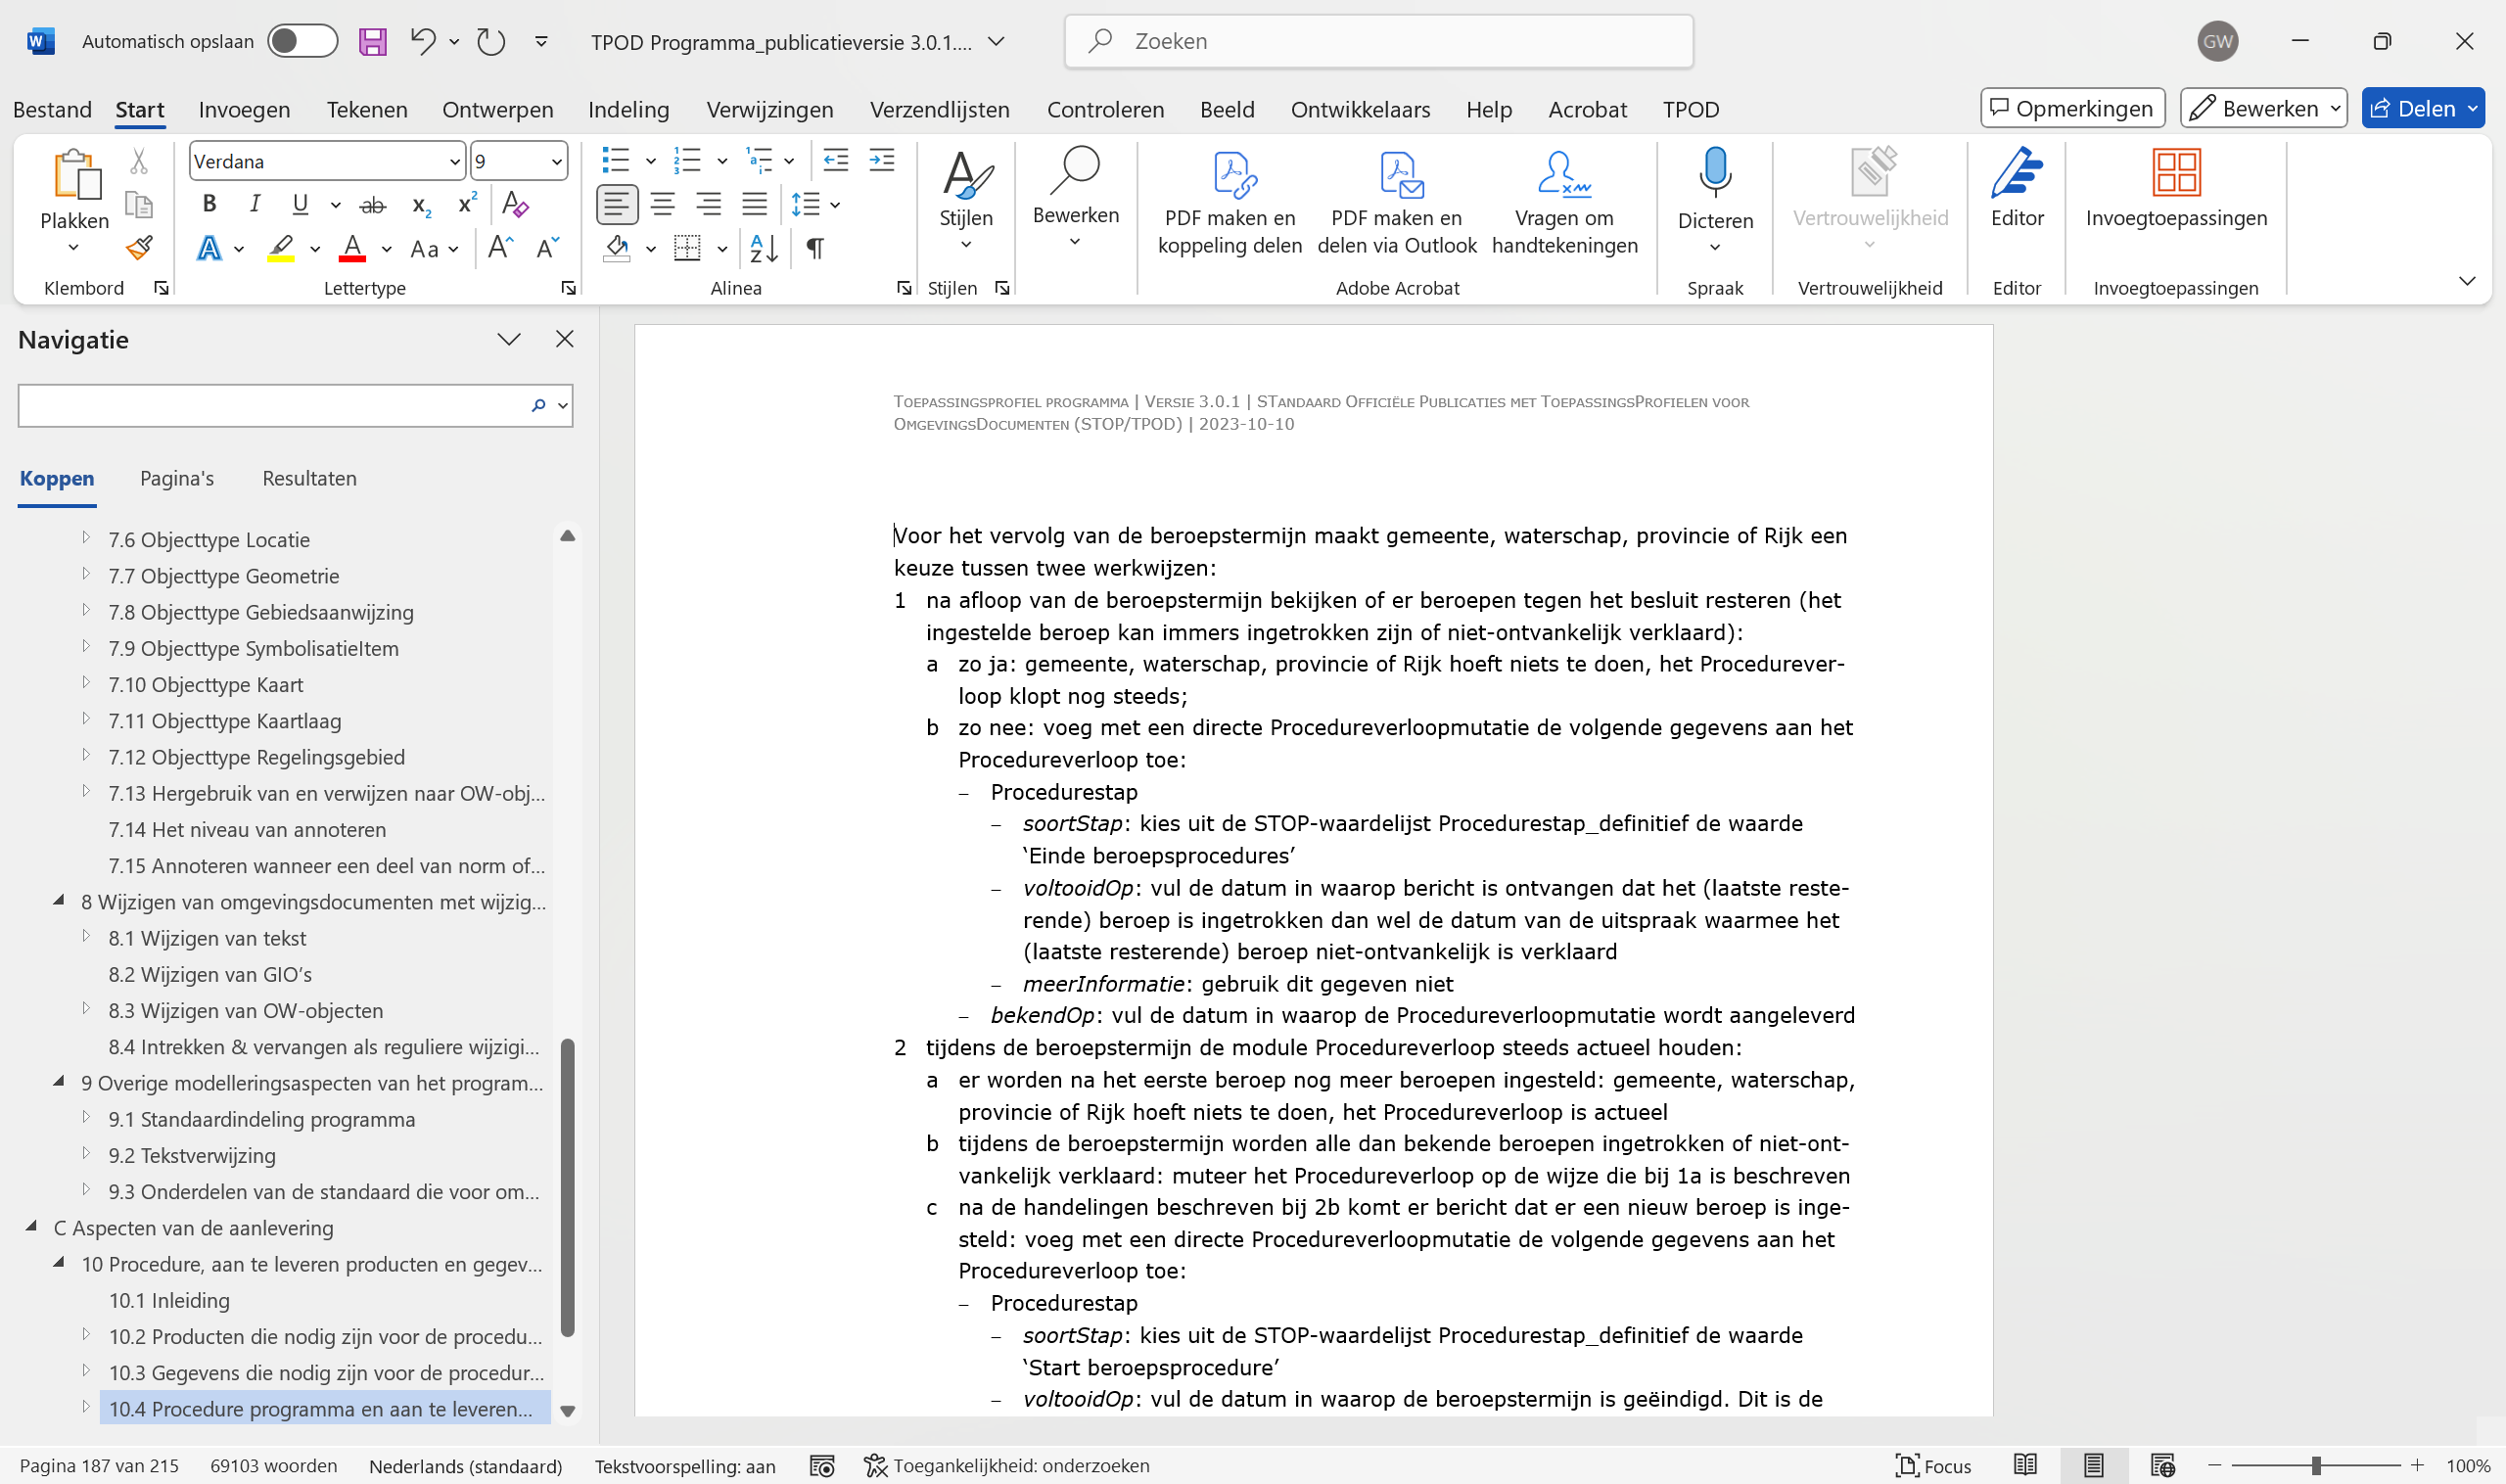 Automatisch opslaan
TPOD Programma_publicatieversie 3.0.1....
Zoeken
GW
Bestand Start Invoegen Tekenen Ontwerpen Indeling Verwijzingen Verzendlijsten Controleren Beeld Ontwikkelaars Help Acrobat TPOD
Opmerkingen Bewerken Delen
Plakken
Klembord
Verdana 9
Lettertype
Alinea
Stijlen
Stijlen
Bewerken
PDF maken en
koppeling delen
PDF maken en
delen via Outlook
Vragen om
handtekeningen
Adobe Acrobat
Dicteren
Spraak
Vertrouwelijkheid
Vertrouwelijkheid
Editor
Editor
Invoegtoepassingen
Invoegtoepassingen
Navigatie
Koppen Pagina's Resultaten
7.6 Objecttype Locatie
7.7 Objecttype Geometrie
7.8 Objecttype Gebiedsaanwijzing
7.9 Objecttype SymbolisatieItem
7.10 Objecttype Kaart
7.11 Objecttype Kaartlaag
7.12 Objecttype Regelingsgebied
7.13 Hergebruik van en verwijzen naar OW-obj...
7.14 Het niveau van annoteren
7.15 Annoteren wanneer een deel van norm of...
8 Wijzigen van omgevingsdocumenten met wijzig...
8.1 Wijzigen van tekst
8.2 Wijzigen van GIO’s
8.3 Wijzigen van OW-objecten
8.4 Intrekken & vervangen als reguliere wijzigi...
9 Overige modelleringsaspecten van het program...
9.1 Standaardindeling programma
9.2 Tekstverwijzing
9.3 Onderdelen van de standaard die voor om...
C Aspecten van de aanlevering
10 Procedure, aan te leveren producten en gegev...
10.1 Inleiding
10.2 Producten die nodig zijn voor de procedu...
10.3 Gegevens die nodig zijn voor de procedur...
10.4 Procedure programma en aan te leveren...
Toepassingsprofiel programma | Versie 3.0.1 | STandaard Officiële Publicaties met ToepassingsProfielen voor
OmgevingsDocumenten (STOP/TPOD) | 2023-10-10
Voor het vervolg van de beroepstermijn maakt gemeente, waterschap, provincie of Rijk een
keuze tussen twee werkwijzen:
1 na afloop van de beroepstermijn bekijken of er beroepen tegen het besluit resteren (het
ingestelde beroep kan immers ingetrokken zijn of niet-ontvankelijk verklaard):
a zo ja: gemeente, waterschap, provincie of Rijk hoeft niets te doen, het Procedurever-
loop klopt nog steeds;
b zo nee: voeg met een directe Procedureverloopmutatie de volgende gegevens aan het
Procedureverloop toe:
– Procedurestap
– soortStap: kies uit de STOP-waardelijst Procedurestap_definitief de waarde
‘Einde beroepsprocedures’
– voltooidOp: vul de datum in waarop bericht is ontvangen dat het (laatste reste-
rende) beroep is ingetrokken dan wel de datum van de uitspraak waarmee het
(laatste resterende) beroep niet-ontvankelijk is verklaard
– meerInformatie: gebruik dit gegeven niet
– bekendOp: vul de datum in waarop de Procedureverloopmutatie wordt aangeleverd
2 tijdens de beroepstermijn de module Procedureverloop steeds actueel houden:
a er worden na het eerste beroep nog meer beroepen ingesteld: gemeente, waterschap,
provincie of Rijk hoeft niets te doen, het Procedureverloop is actueel
b tijdens de beroepstermijn worden alle dan bekende beroepen ingetrokken of niet-ont-
vankelijk verklaard: muteer het Procedureverloop op de wijze die bij 1a is beschreven
c na de handelingen beschreven bij 2b komt er bericht dat er een nieuw beroep is inge-
steld: voeg met een directe Procedureverloopmutatie de volgende gegevens aan het
Procedureverloop toe:
– Procedurestap
– soortStap: kies uit de STOP-waardelijst Procedurestap_definitief de waarde
‘Start beroepsprocedure’
– voltooidOp: vul de datum in waarop de beroepstermijn is geëindigd. Dit is de
Pagina 187 van 215 69103 woorden Nederlands (standaard) Tekstvoorspelling: aan Toegankelijkheid: onderzoeken Focus 100%